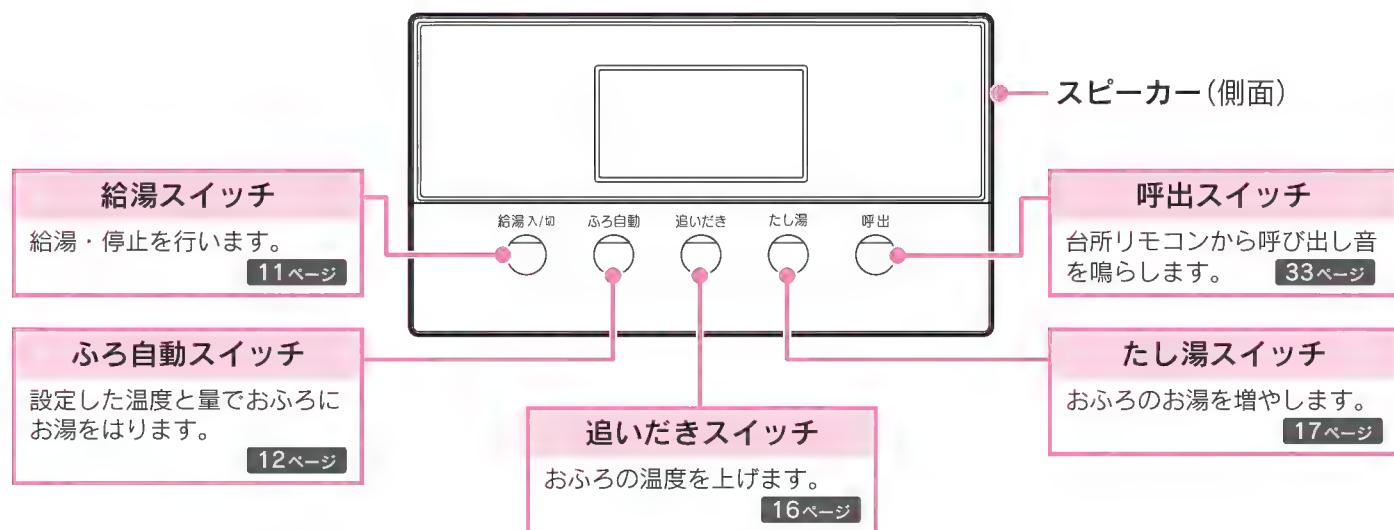 スピーカー(側面)
給湯スイッチ
給湯・停止を行います。
11ページ
給湯入/切 ふろ自動 追いだき たし湯 呼出
呼出スイッチ
台所リモコンから呼び出し音
を鳴らします。 33ページ
ふろ自動スイッチ
設定した温度と量でおふろに
お湯をはります。
12ページ
追いだきスイッチ
おふろの温度を上げます。
16ページ
たし湯スイッチ
おふろのお湯を増やします。
17ページ